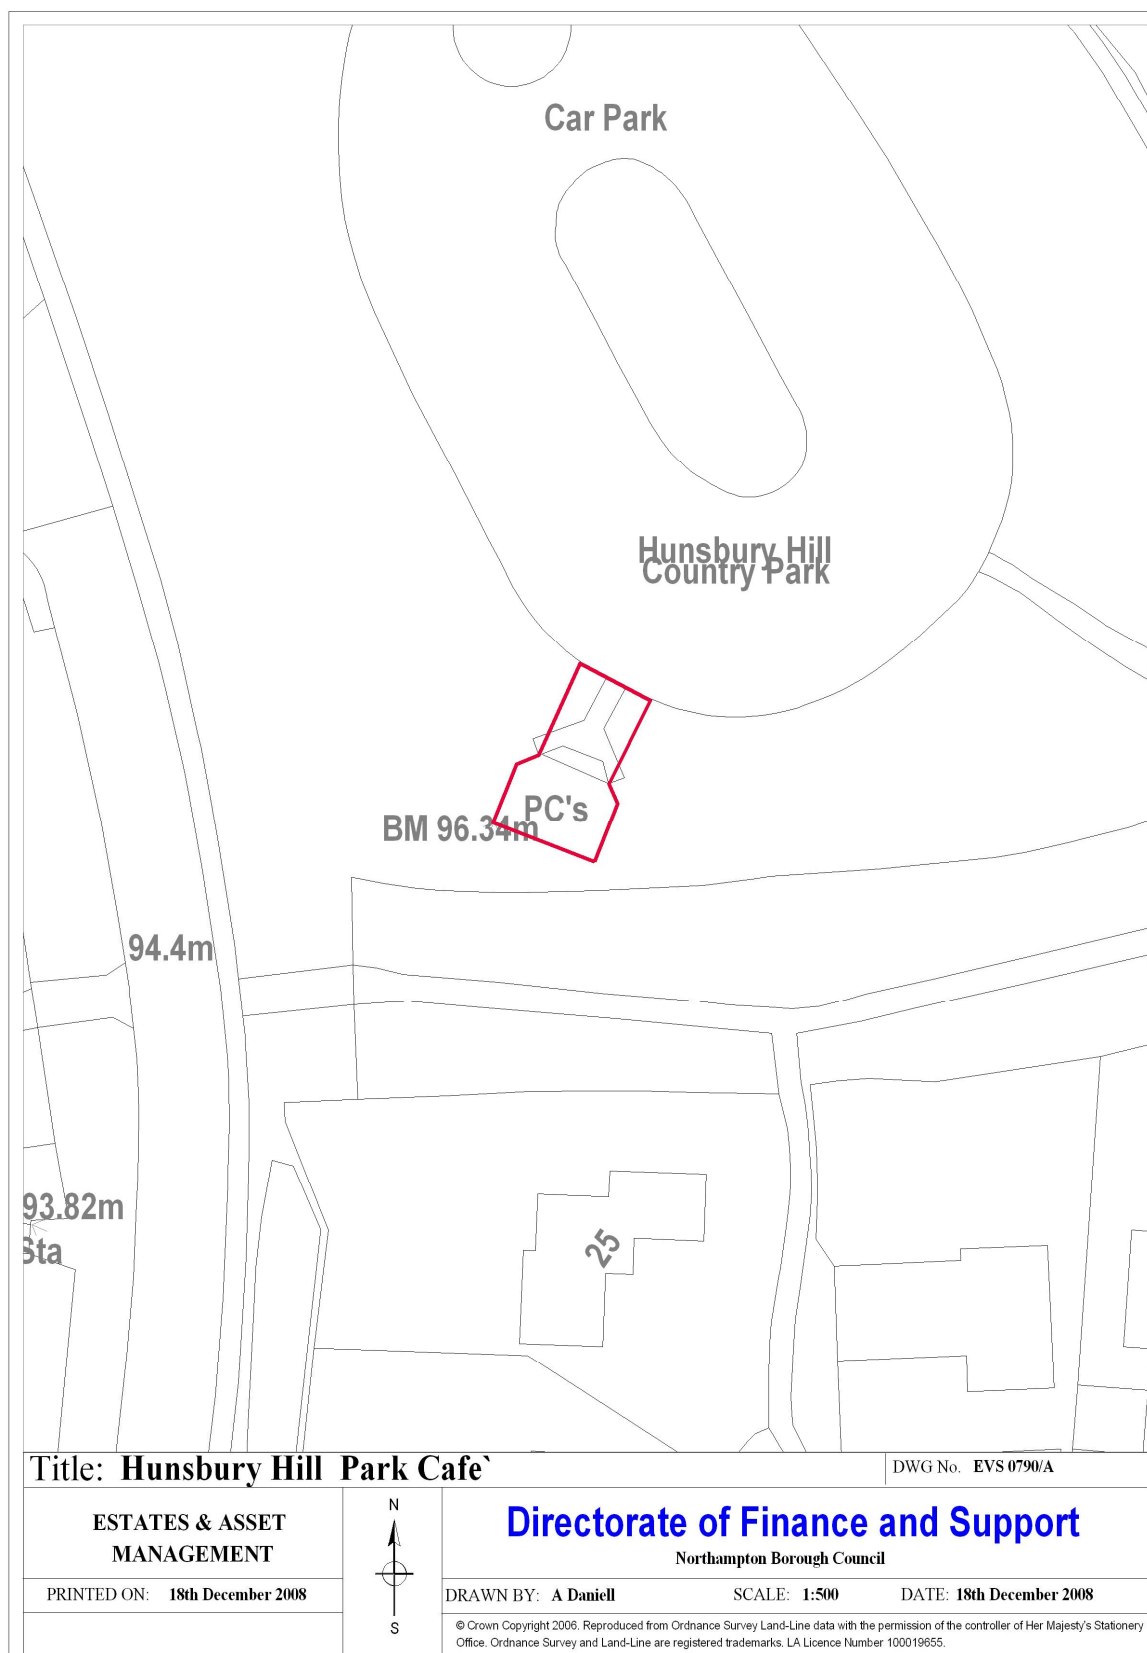 Car Park
Hunsbury Hill
Country Park
PC's
BM 96.34m
94.4m
93.82m
Sta
25
Title: Hunsbury Hill Park Cafe`
DWG No. EVS 0790/A
ESTATES & ASSET
MANAGEMENT
PRINTED ON: 18th December 2008
N
S
Directorate of Finance and Support
Northampton Borough Council
DRAWN BY: A Daniell SCALE: 1:500 DATE: 18th December 2008
© Crown Copyright 2006. Reproduced from Ordnance Survey Land-Line data with the permission of the controller of Her Majesty's Stationery
Office. Ordnance Survey and Land-Line are registered trademarks. LA Licence Number 100019655.